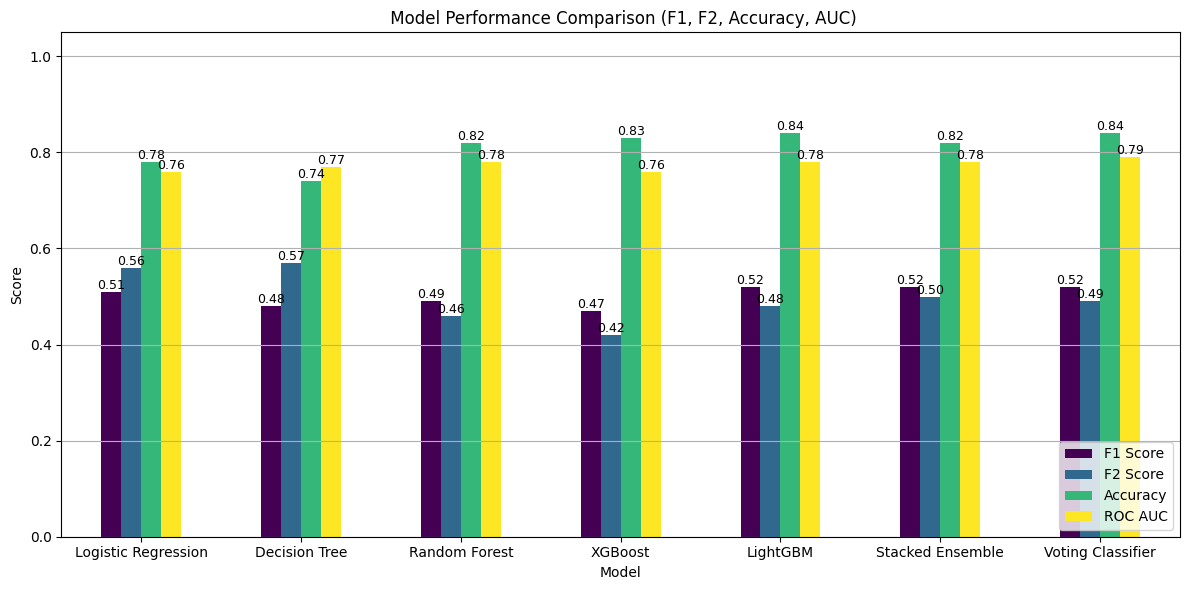 Model Performance Comparison (F1, F2, Accuracy, AUC)
Score
1.0
0.8
0.6
0.4
0.2
0.0
0.51
0.56
0.78
0.76
0.48
0.57
0.74
0.77
0.49
0.46
0.82
0.78
0.47
0.42
0.83
0.76
0.52
0.48
0.84
0.78
0.52
0.50
0.82
0.78
0.52
0.49
0.84
0.79
F1 Score
F2 Score
Accuracy
ROC AUC
Logistic Regression
Decision Tree
Random Forest
XGBoost
LightGBM
Stacked Ensemble
Voting Classifier
Model